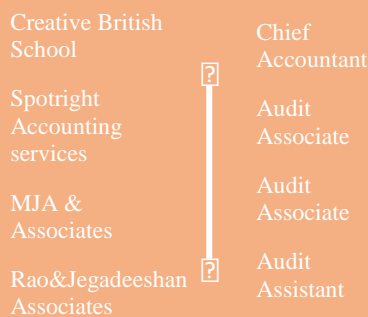 Creative British
School
Spotright
Accounting
services
MJA &
Associates
Rao&Jegadeeshan
Associates
Chief
Accountant
Audit
Associate
Audit
Associate
Audit
Assistant